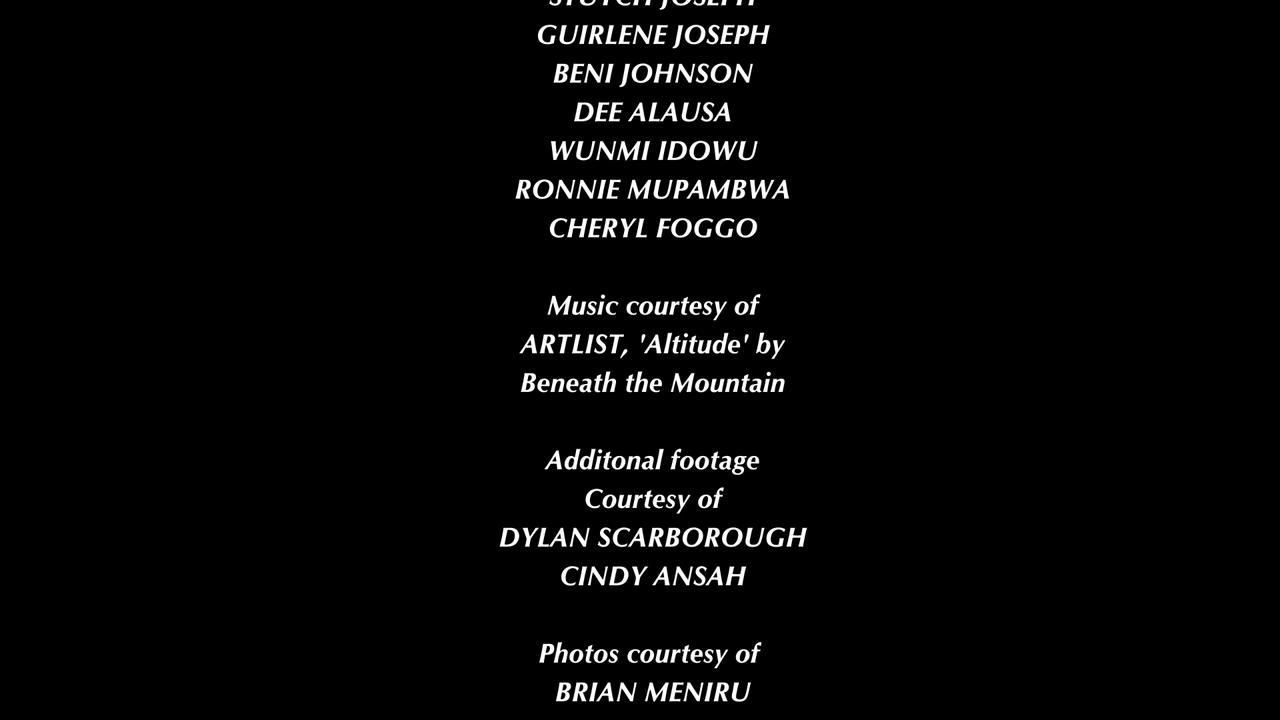 JOSEPH
GUIRLENE JOSEPH
BENI JOHNSON
DEE ALAUSA
WUNMI IDOWU
RONNIE MUPAMBWA
CHERYL FOGGO
Music courtesy of
ARTLIST, 'Altitude' by
Beneath the Mountain
Additonal footage
Courtesy of
DYLAN SCARBOROUGH
CINDY ANSAH
Photos courtesy of
BRIAN MENIRU